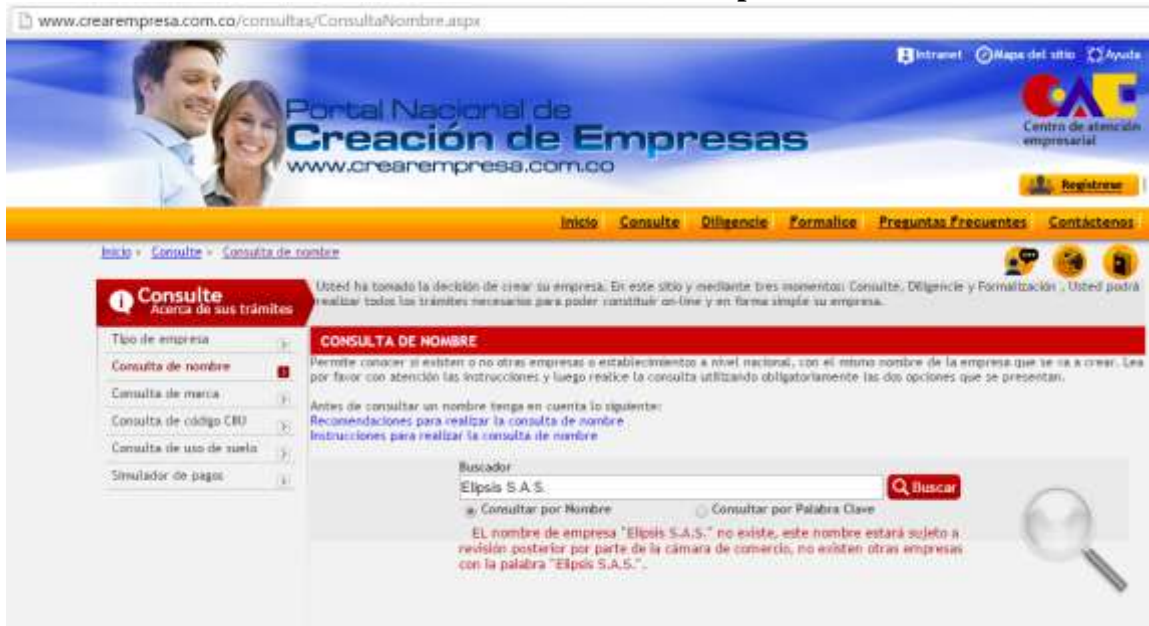 www.crearempresa.com.co/consultas/ConsultaNombre.aspx
Intranet Mapa del sitio Ayuda
Portal Nacional de
Creación de Empresas
www.crearempresa.com.co
CAE
Centro de atención
empresarial
Regístrese
Inicio Consulte Diligencie Formalice Preguntas Frecuentes Contáctenos
Inicio » Consulte » Consulta de nombre
Consulte
Acerca de sus trámites
Tipo de empresa
Consulta de nombre
Consulta de marca
Consulta de código CIIU
Consulta de uso de suelo
Simulador de pagos
Usted ha tomado la decisión de crear su empresa. En este sitio y mediante tres momentos: Consulte, Diligencie y Formalización . Usted podrá
realizar todos los trámites necesarios para poder constituir on-line y en forma simple su empresa.
CONSULTA DE NOMBRE
Permite conocer si existen o no otras empresas o establecimientos a nivel nacional, con el mismo nombre de la empresa que se va a crear. Lea
por favor con atención las instrucciones y luego realice la consulta utilizando obligatoriamente las dos opciones que se presentan.
Antes de consultar un nombre tenga en cuenta lo siguiente:
Recomendaciones para realizar la consulta de nombre
Instrucciones para realizar la consulta de nombre
Buscador
Elipsis S.A.S.
Buscar
Consultar por Nombre Consultar por Palabra Clave
EL nombre de empresa "Elipsis S.A.S." no existe, este nombre estará sujeto a
revisión posterior por parte de la cámara de comercio, no existen otras empresas
con la palabra "Elipsis S.A.S.".